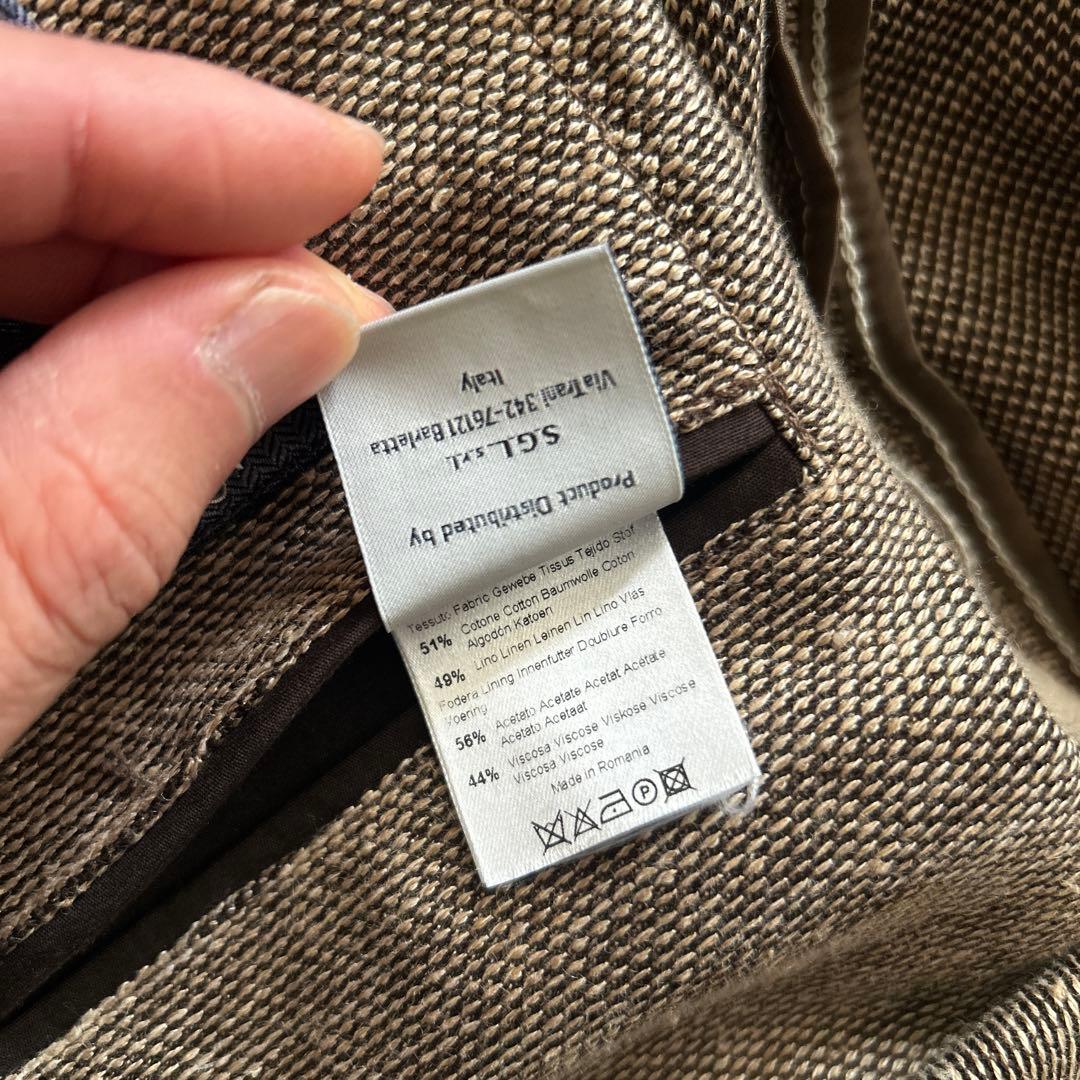 Product Distributed by
S.G.L. s.r.l.
Via Trani 342-76121 Barletta
Italy
Tessuto Fabric Gewebe Tissus Tejido Stof
51% Cotone Cotton Baumwolle Coton
Algodón Katoen
49% Lino Linen Leinen Lin Lino Vlas
Fodera Lining Innenfutter Doublure Forro
Voering
56% Acetato Acetate Acetat Acétate
Acetato Acetaat
44% Viscosa Viscose Viskose Viscose
Viscosa Viscose
Made in Romania
P